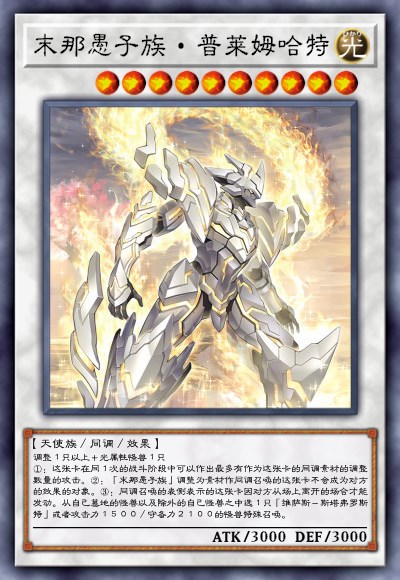 末那愚子族・普莱姆哈特
光
ひかり
【天使族／同调／效果】
调整1只以上＋光属性怪兽1只
①：这张卡在同1次的战斗阶段中可以作出最多有作为这张卡的同调素材的调整
数量的攻击。②：「末那愚子族」调整为素材作同调召唤的这张卡不会成为对方
的效果的对象。③：同调召唤的表侧表示的这张卡因对方从场上离开的场合才能
发动。从自己墓地的怪兽以及除外的自己怪兽之中选1只「维萨斯－斯塔弗罗斯
特」或者攻击力1500／守备力2100的怪兽特殊召唤。
ATK/3000 DEF/3000